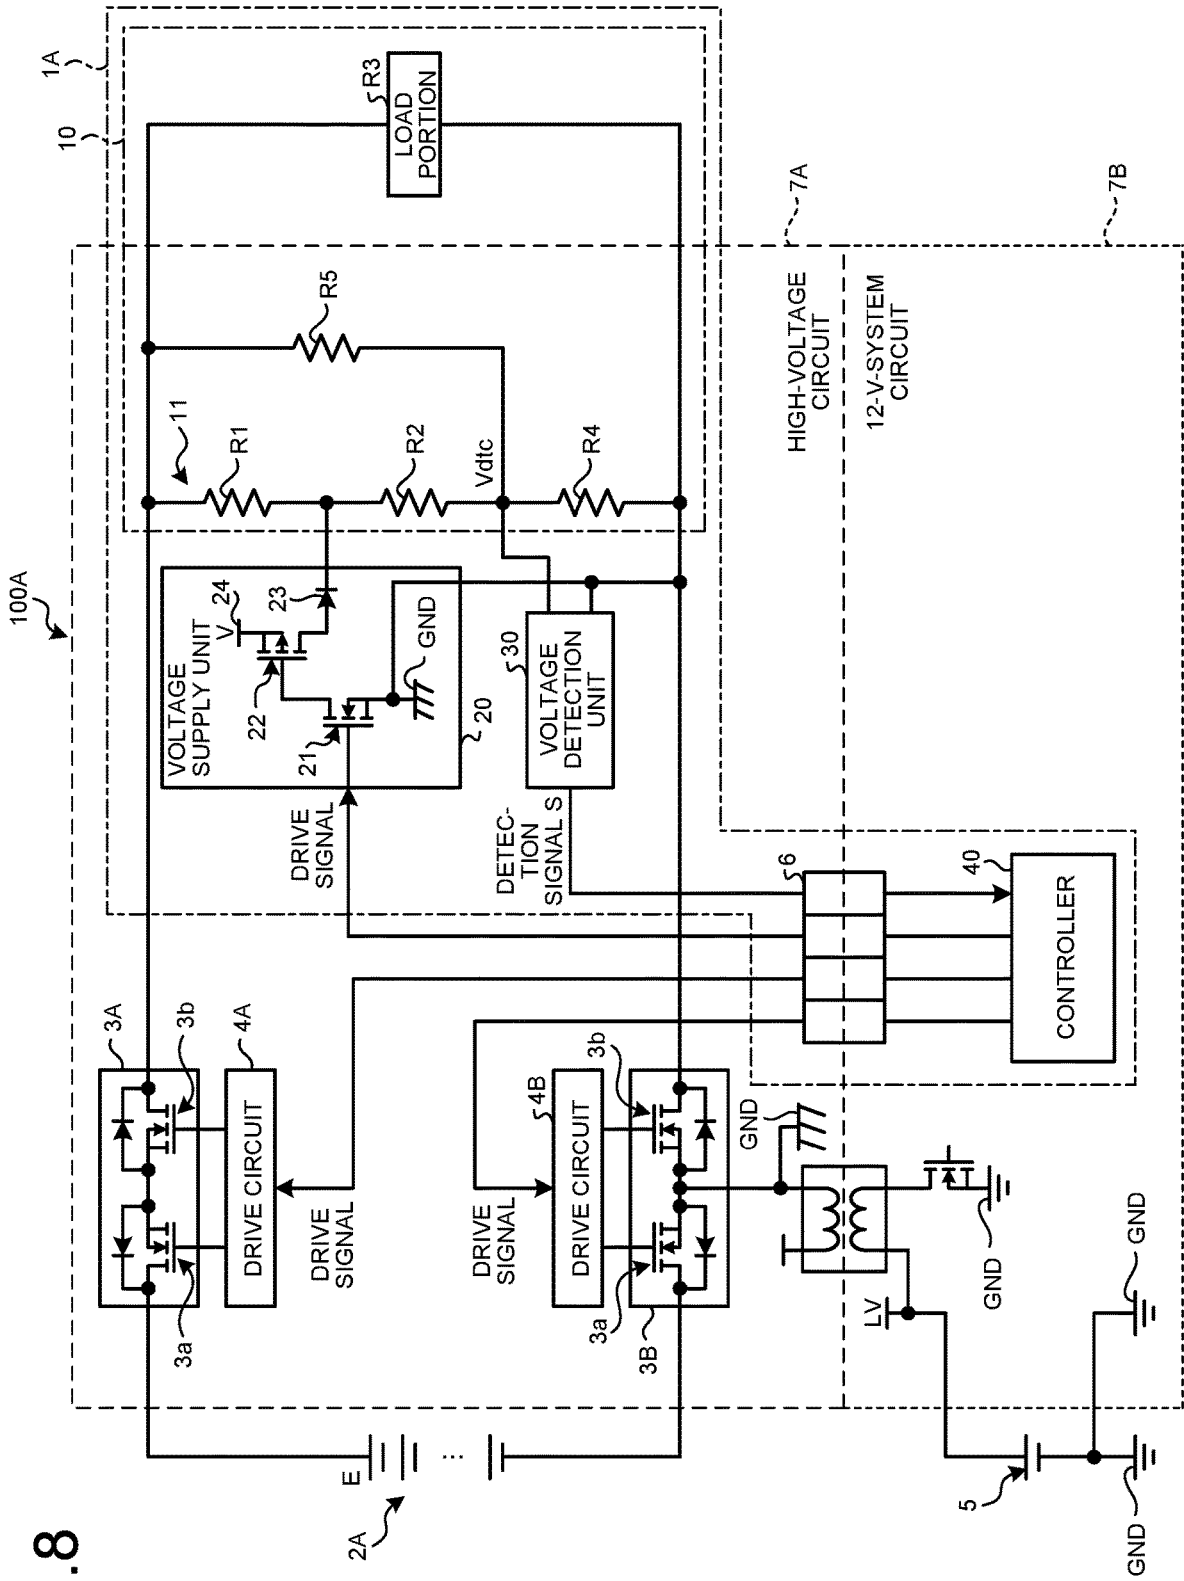 .8
100A
1A
10
3A
3b
3a
4A
DRIVE CIRCUIT
DRIVE
SIGNAL
E
2A
VOLTAGE
SUPPLY UNIT
V
24
22
23
21
GND
20
DRIVE
SIGNAL
11
R1
R2
R5
Vdtc
R4
R3
LOAD
PORTION
30
VOLTAGE
DETECTION
UNIT
DETEC-
TION
SIGNAL S
DRIVE
SIGNAL
4B
DRIVE CIRCUIT
3b
3a
3B
GND
6
40
CONTROLLER
HIGH-VOLTAGE
CIRCUIT
7A
12-V-SYSTEM
CIRCUIT
7B
LV
GND
GND
5
GND